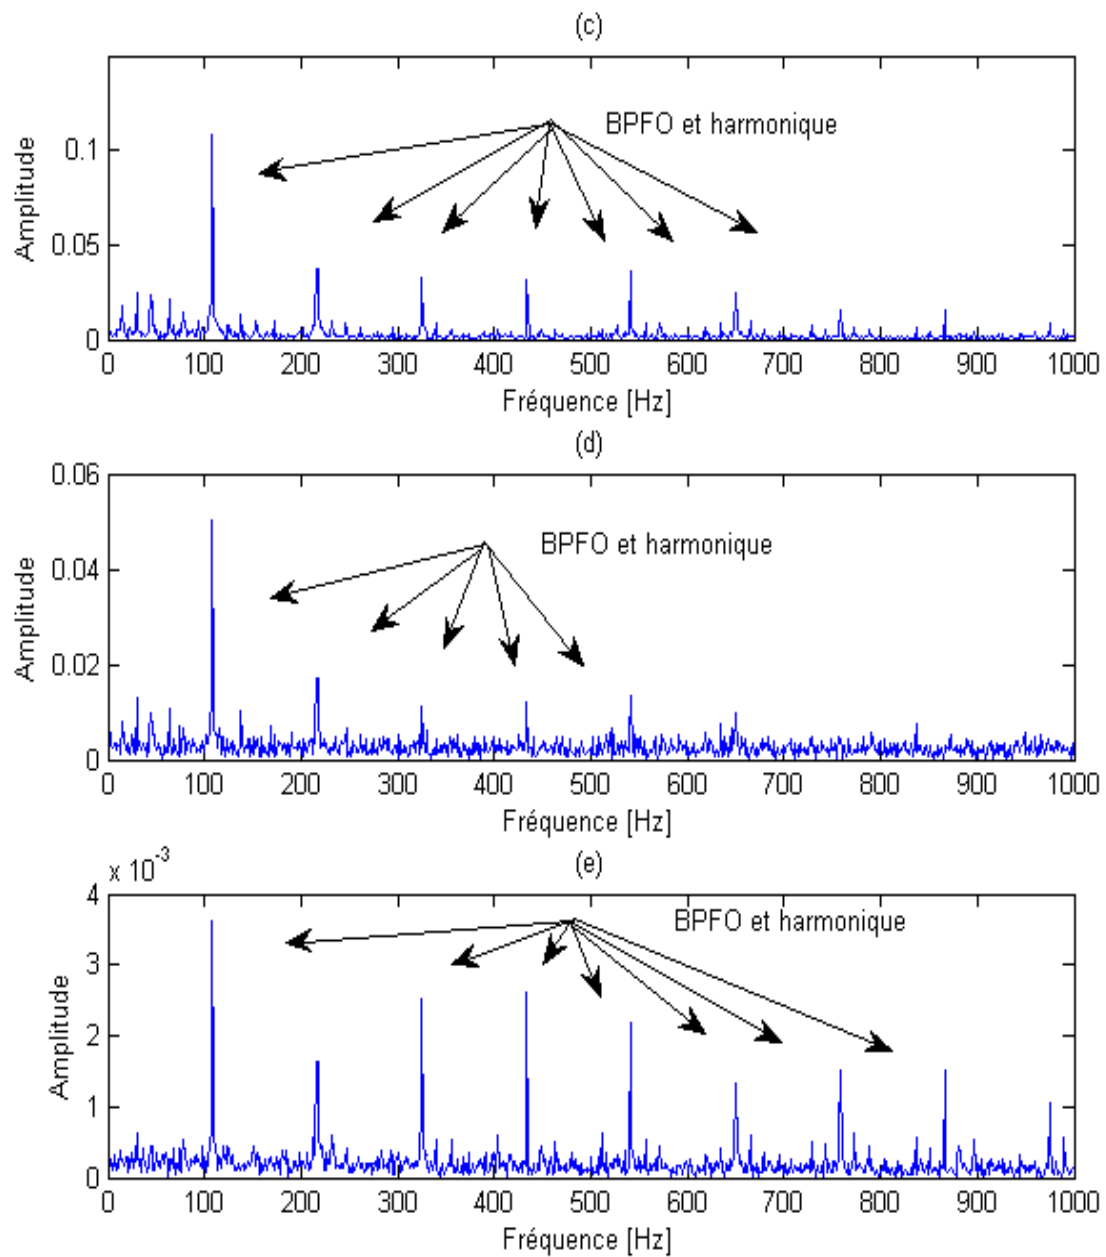 (c)
BPFO et harmonique
Amplitude
0.1
0.05
0
0 100 200 300 400 500 600 700 800 900 1000
Fréquence [Hz]
(d)
0.06
BPFO et harmonique
0.04
Amplitude
0.02
0
0 100 200 300 400 500 600 700 800 900 1000
Fréquence [Hz]
(e)
x 10-3
4
BPFO et harmonique
3
Amplitude
2
1
0
0 100 200 300 400 500 600 700 800 900 1000
Fréquence [Hz]